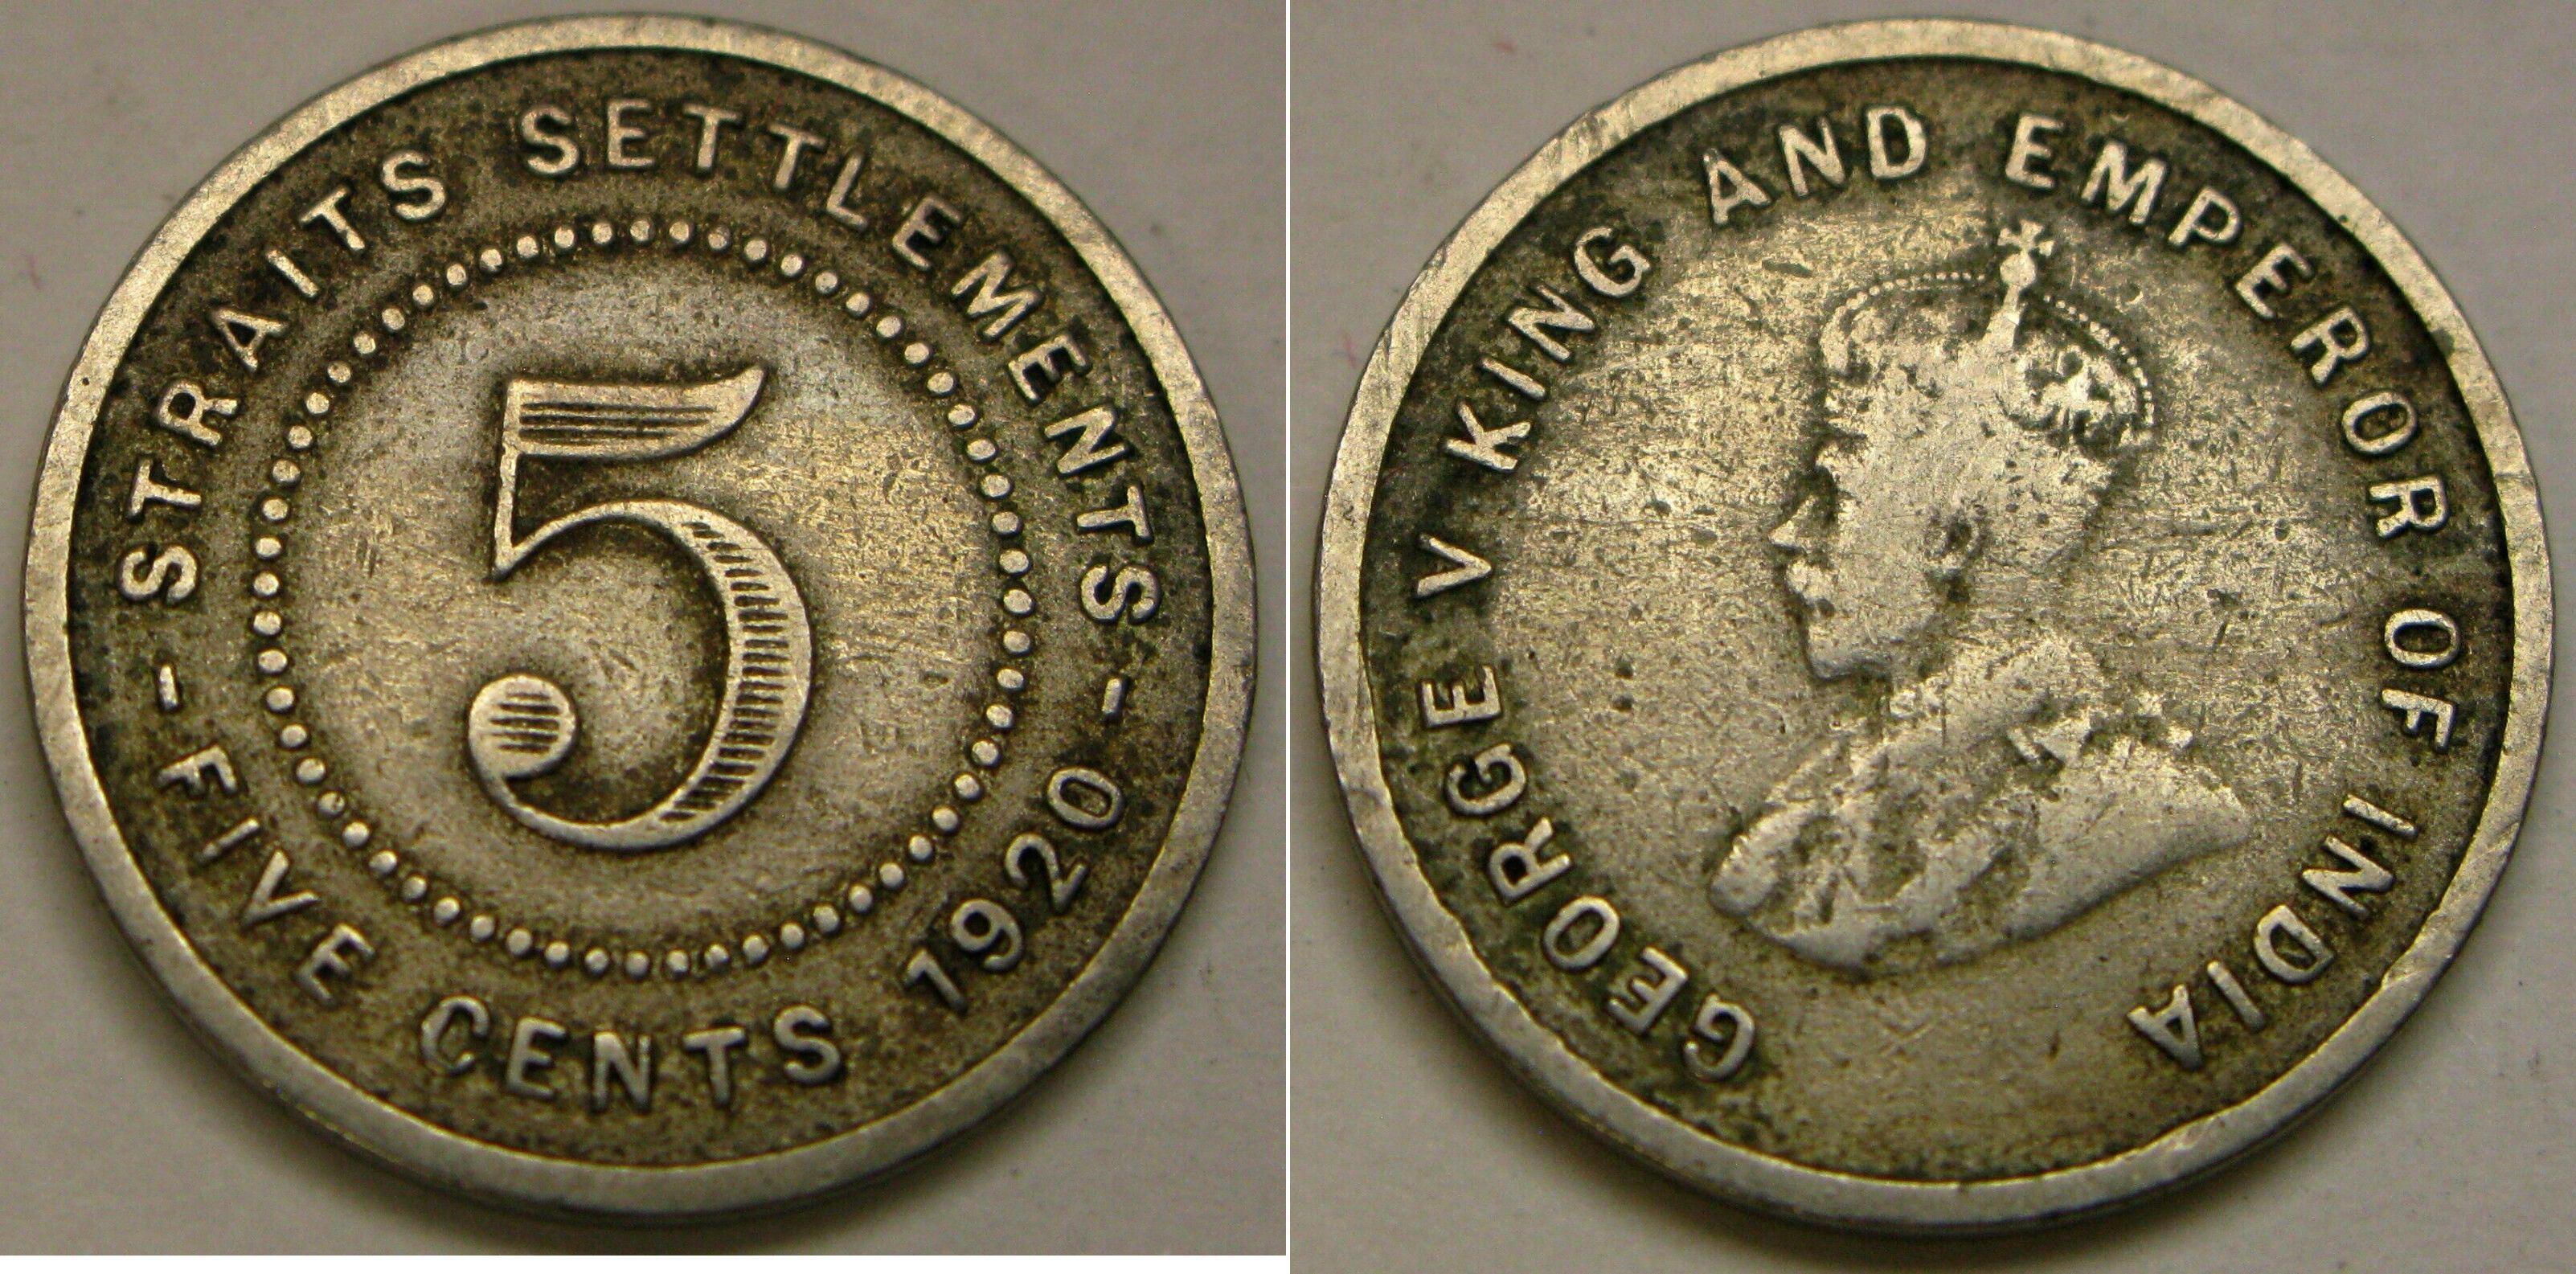 STRAITS SETTLEMENTS
5
- FIVE CENTS 1920 -
GEORGE V KING AND EMPEROR OF INDIA